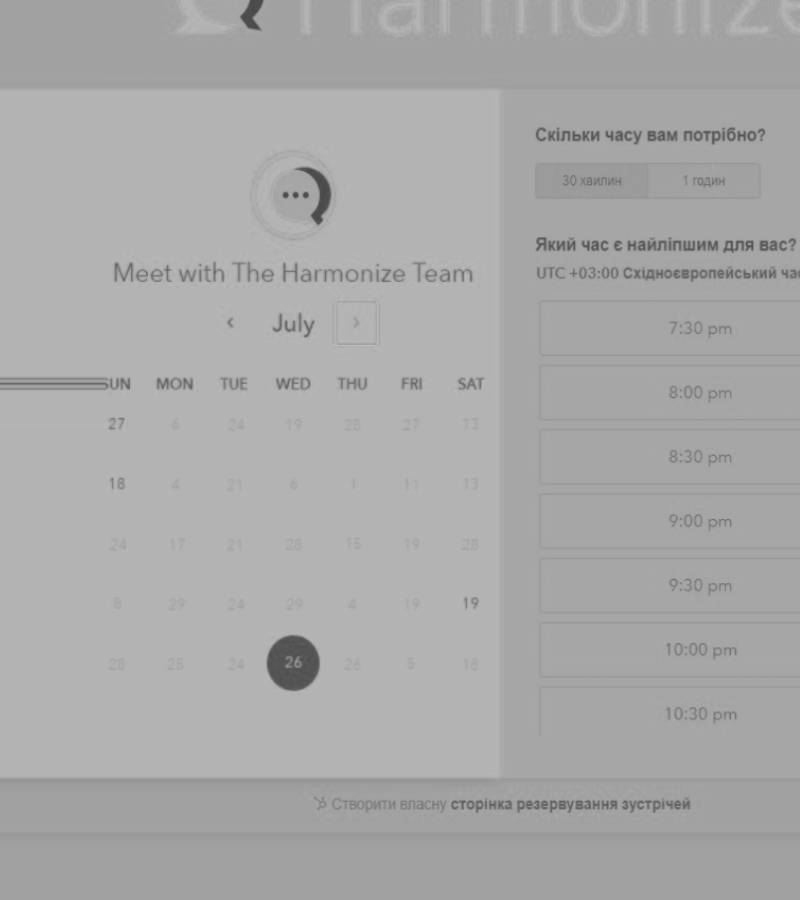 Harmonize
Meet with The Harmonize Team
July
SUN MON TUE WED THU FRI SAT
27 6 24 19 28 27 13
18 4 21 6 1 11 13
24 17 21 28 15 19 28
8 29 24 29 4 19 19
28 25 24 26 26 5 18
Скільки часу вам потрібно?
30 хвилин 1 годин
Який час є найліпшим для вас?
UTC +03:00 Східноєвропейський
7:30 pm
8:00 pm
8:30 pm
9:00 pm
9:30 pm
10:00 pm
10:30 pm
Створити власну сторінка резервування зустрічей